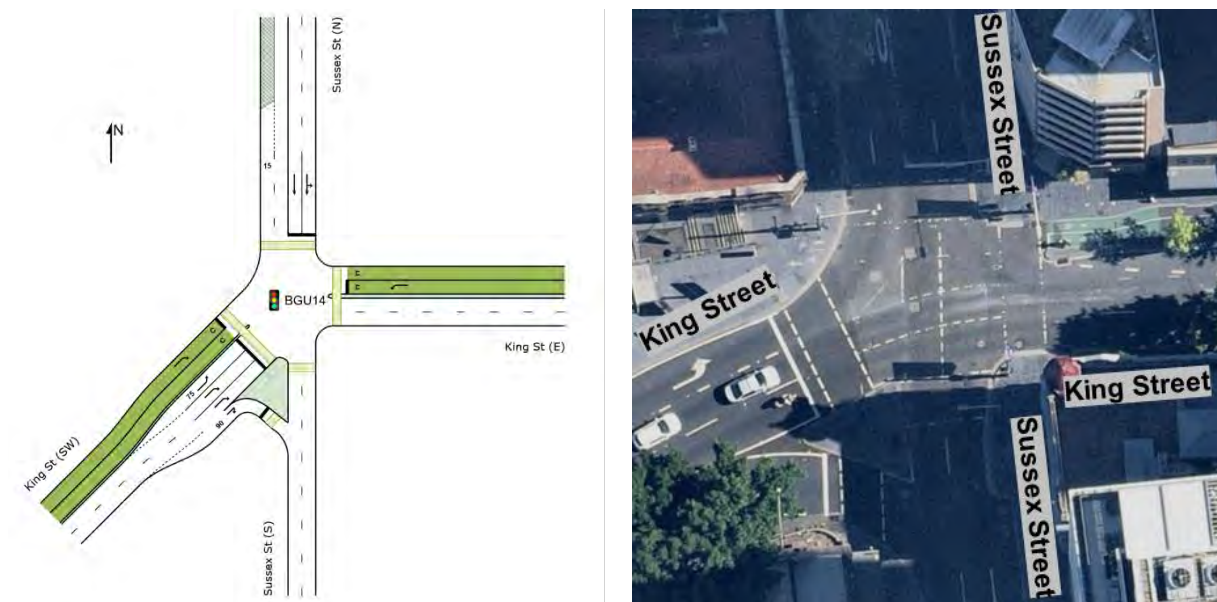 Sussex St (N)
N
15
BGU14
King St (E)
75
90
King St (SW)
Sussex St (S)
Sussex Street
King Street
King Street
Sussex Street